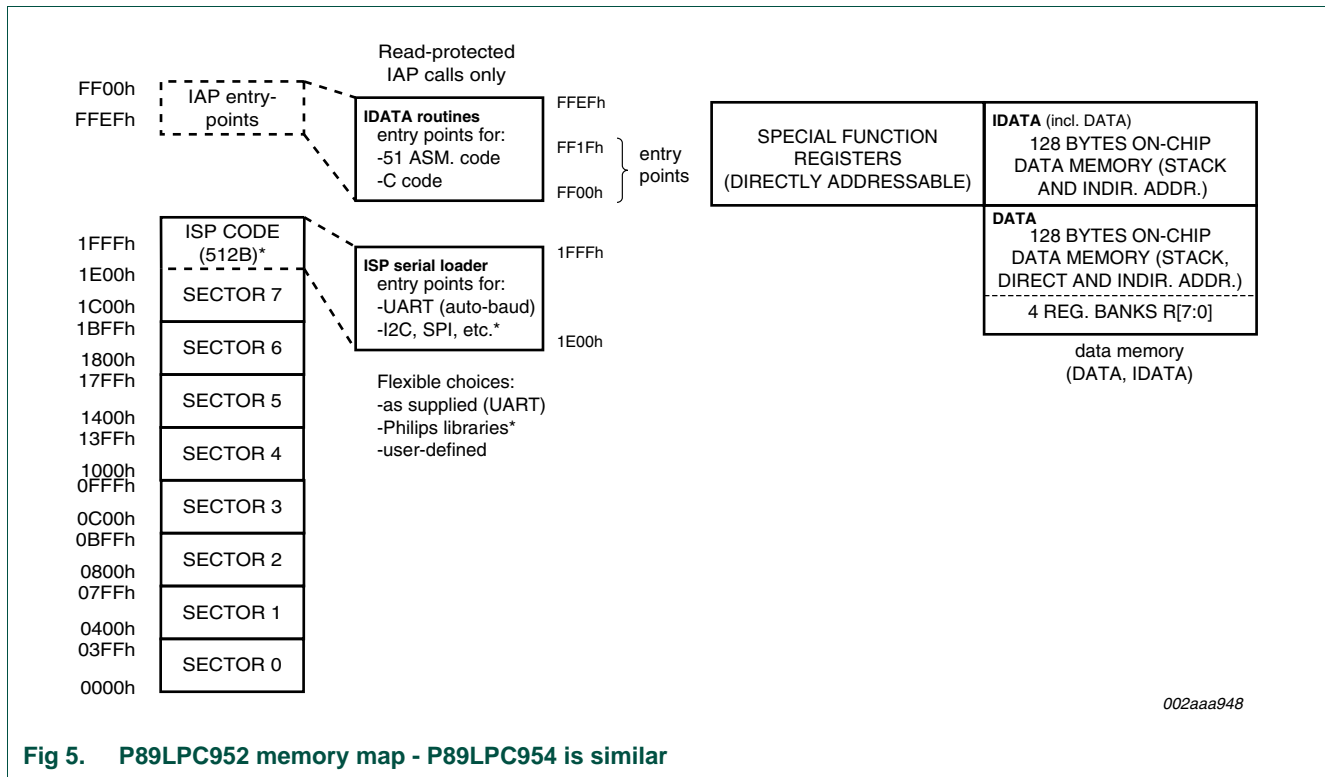 Read-protected
IAP calls only
FF00h
FFEFh
IAP entry-
points
IDATA routines
entry points for:
-51 ASM. code
-C code
FFEFh
FF1Fh
FF00h
entry
points
SPECIAL FUNCTION
REGISTERS
(DIRECTLY ADDRESSABLE)
IDATA (incl. DATA)
128 BYTES ON-CHIP
DATA MEMORY (STACK
AND INDIR. ADDR.)
DATA
128 BYTES ON-CHIP
DATA MEMORY (STACK,
DIRECT AND INDIR. ADDR.)
4 REG. BANKS R[7:0]
data memory
(DATA, IDATA)
1FFFh
1E00h
ISP CODE
(512B)*
ISP serial loader
entry points for:
-UART (auto-baud)
-I2C, SPI, etc.*
1FFFh
1E00h
Flexible choices:
-as supplied (UART)
-Philips libraries*
-user-defined
SECTOR 7
1C00h
1BFFh
SECTOR 6
1800h
17FFh
SECTOR 5
1400h
13FFh
SECTOR 4
1000h
0FFFh
SECTOR 3
0C00h
0BFFh
SECTOR 2
0800h
07FFh
SECTOR 1
0400h
03FFh
SECTOR 0
0000h
002aaa948
Fig 5. P89LPC952 memory map - P89LPC954 is similar